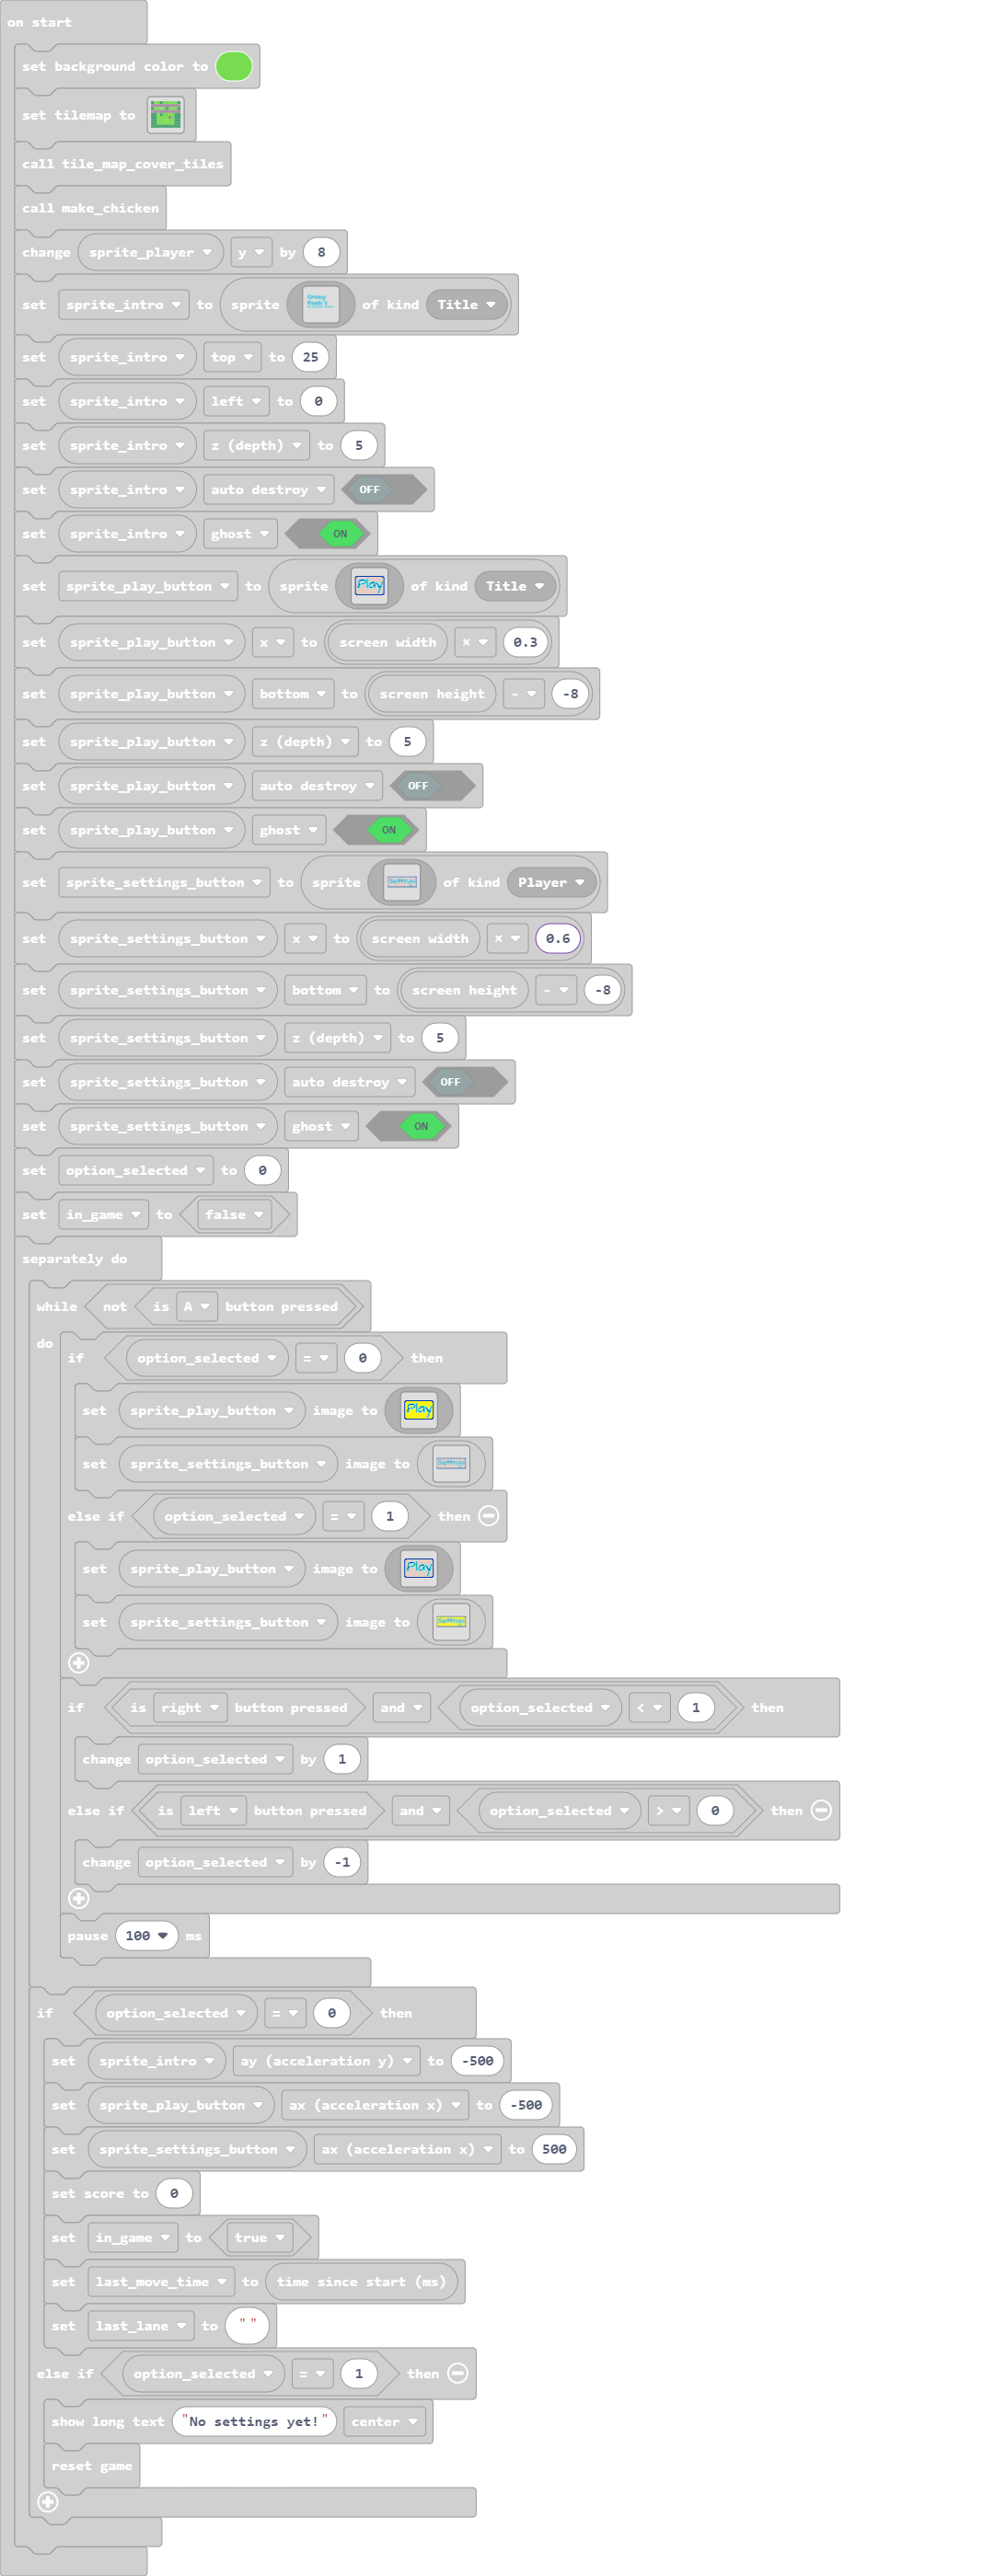 on start
set background color to
set tilemap to
call tile_map_cover_tiles
call make_chicken
change sprite_player y by 8
set sprite_intro to sprite of kind Title
set sprite_intro top to 25
set sprite_intro left to 0
set sprite_intro z (depth) to 5
set sprite_intro auto destroy OFF
set sprite_intro ghost ON
set sprite_play_button to sprite Play of kind Title
set sprite_play_button x to screen width × 0.3
set sprite_play_button bottom to screen height - -8
set sprite_play_button z (depth) to 5
set sprite_play_button auto destroy OFF
set sprite_play_button ghost ON
set sprite_settings_button to sprite Settings of kind Player
set sprite_settings_button x to screen width × 0.6
set sprite_settings_button bottom to screen height - -8
set sprite_settings_button z (depth) to 5
set sprite_settings_button auto destroy OFF
set sprite_settings_button ghost ON
set option_selected to 0
set in_game to false
separately do
while not is A button pressed
do
if option_selected = 0 then
set sprite_play_button image to Play
set sprite_settings_button image to Settings
else if option_selected = 1 then
set sprite_play_button image to Play
set sprite_settings_button image to Settings
if is right button pressed and option_selected < 1 then
change option_selected by 1
else if is left button pressed and option_selected > 0 then
change option_selected by -1
pause 100 ms
if option_selected = 0 then
set sprite_intro ay (acceleration y) to -500
set sprite_play_button ax (acceleration x) to -500
set sprite_settings_button ax (acceleration x) to 500
set score to 0
set in_game to true
set last_move_time to time since start (ms)
set last_lane to " "
else if option_selected = 1 then
show long text "No settings yet!" center
reset game